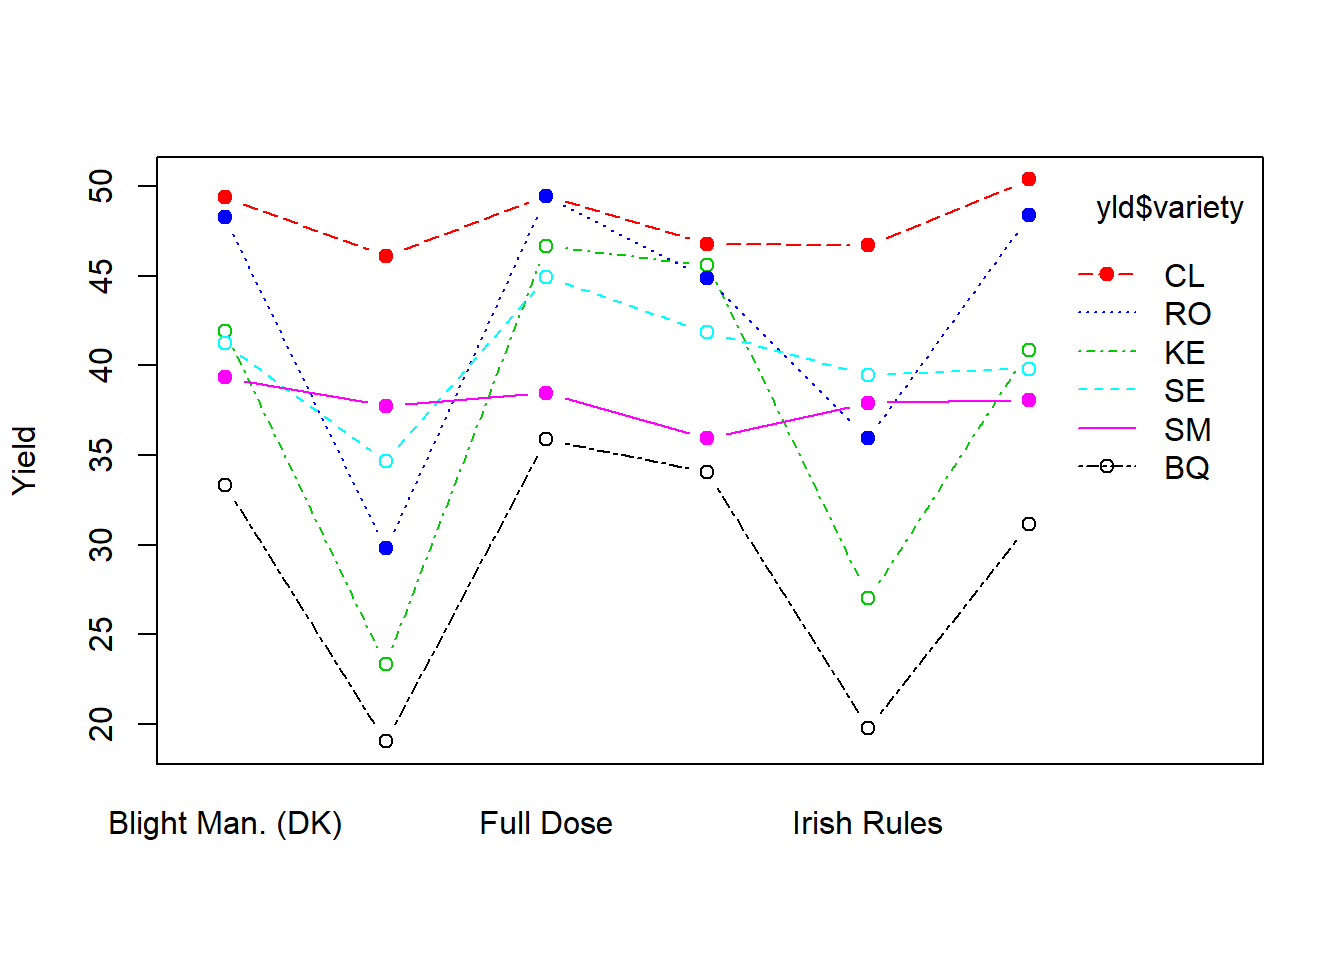 Yield
50
45
40
35
30
25
20
yld$variety
CL
RO
KE
SE
SM
BQ
Blight Man. (DK) Full Dose Irish Rules